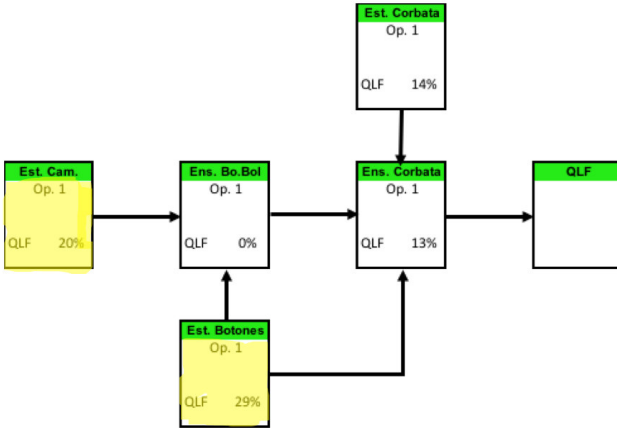 Est. Corbata
Op. 1
QLF 14%
Est. Cam.
Op. 1
QLF 20%
Ens. Bo.Bol
Op. 1
QLF 0%
Ens. Corbata
Op. 1
QLF 13%
QLF
Est. Botones
Op. 1
QLF 29%